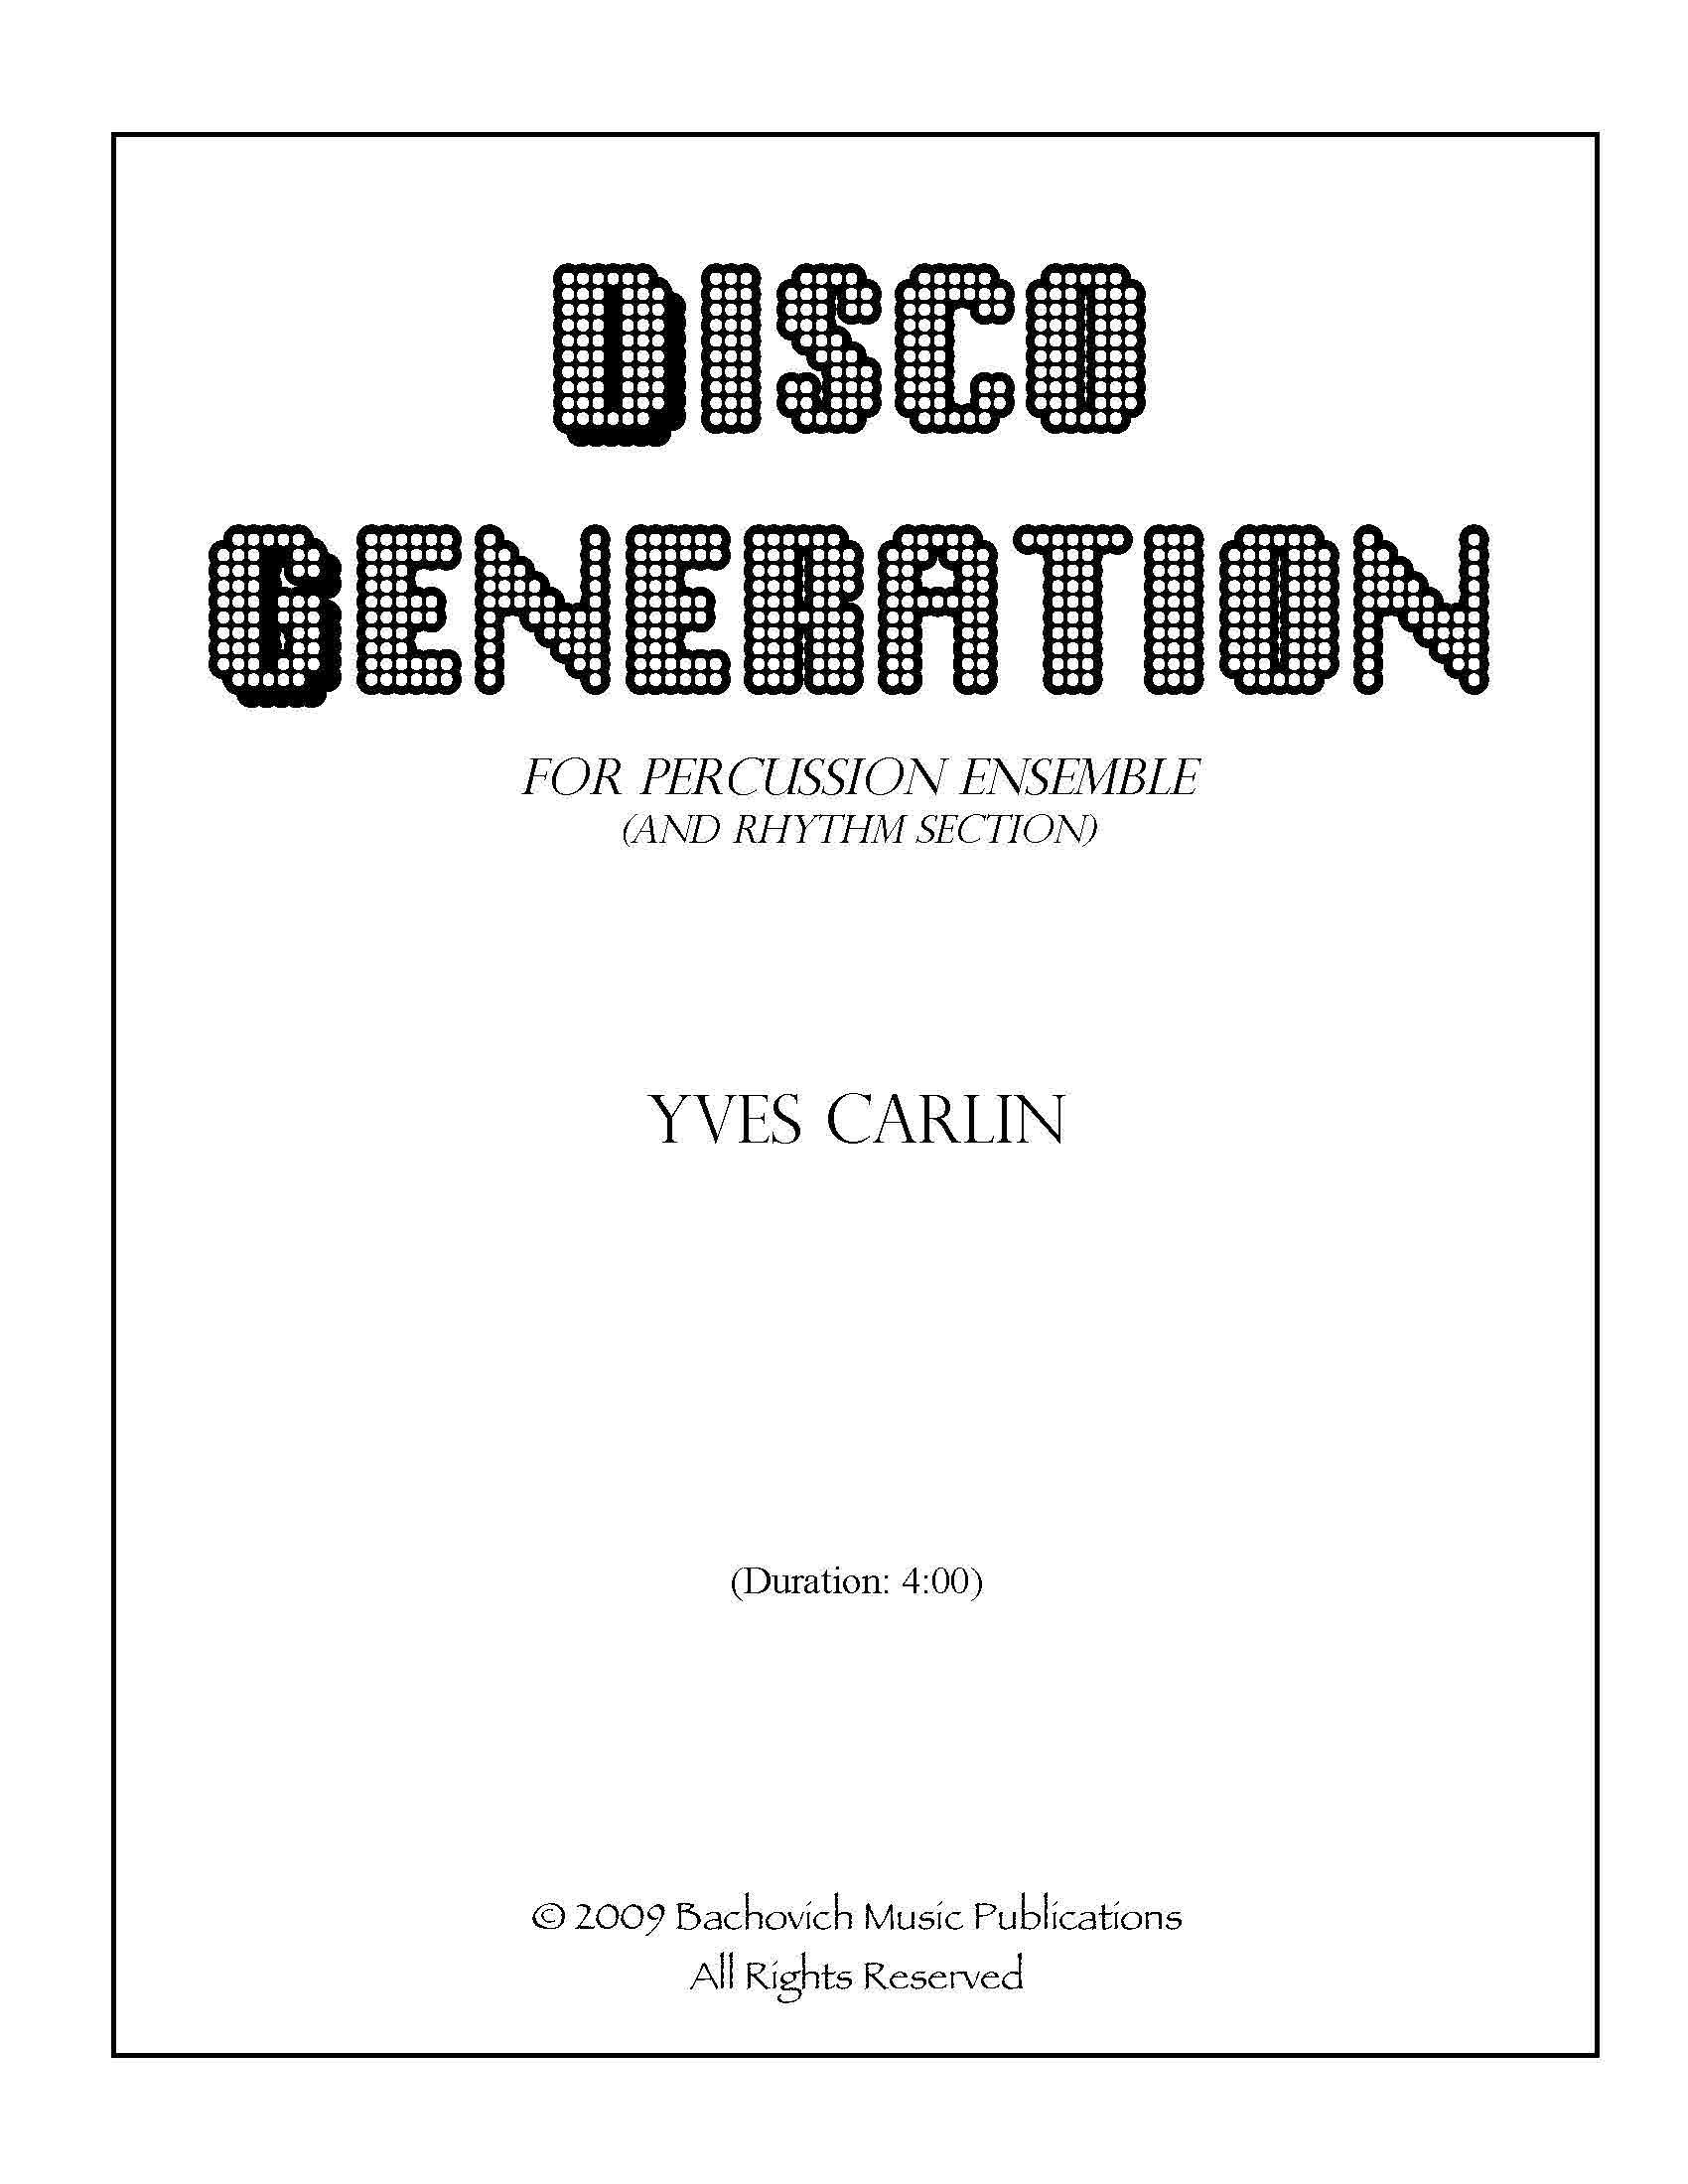 DISCO
GENERATION
FOR PERCUSSION ENSEMBLE
(AND RHYTHM SECTION)
YVES CARLIN
(Duration: 4:00)
© 2009 Bachovich Music Publications
All Rights Reserved